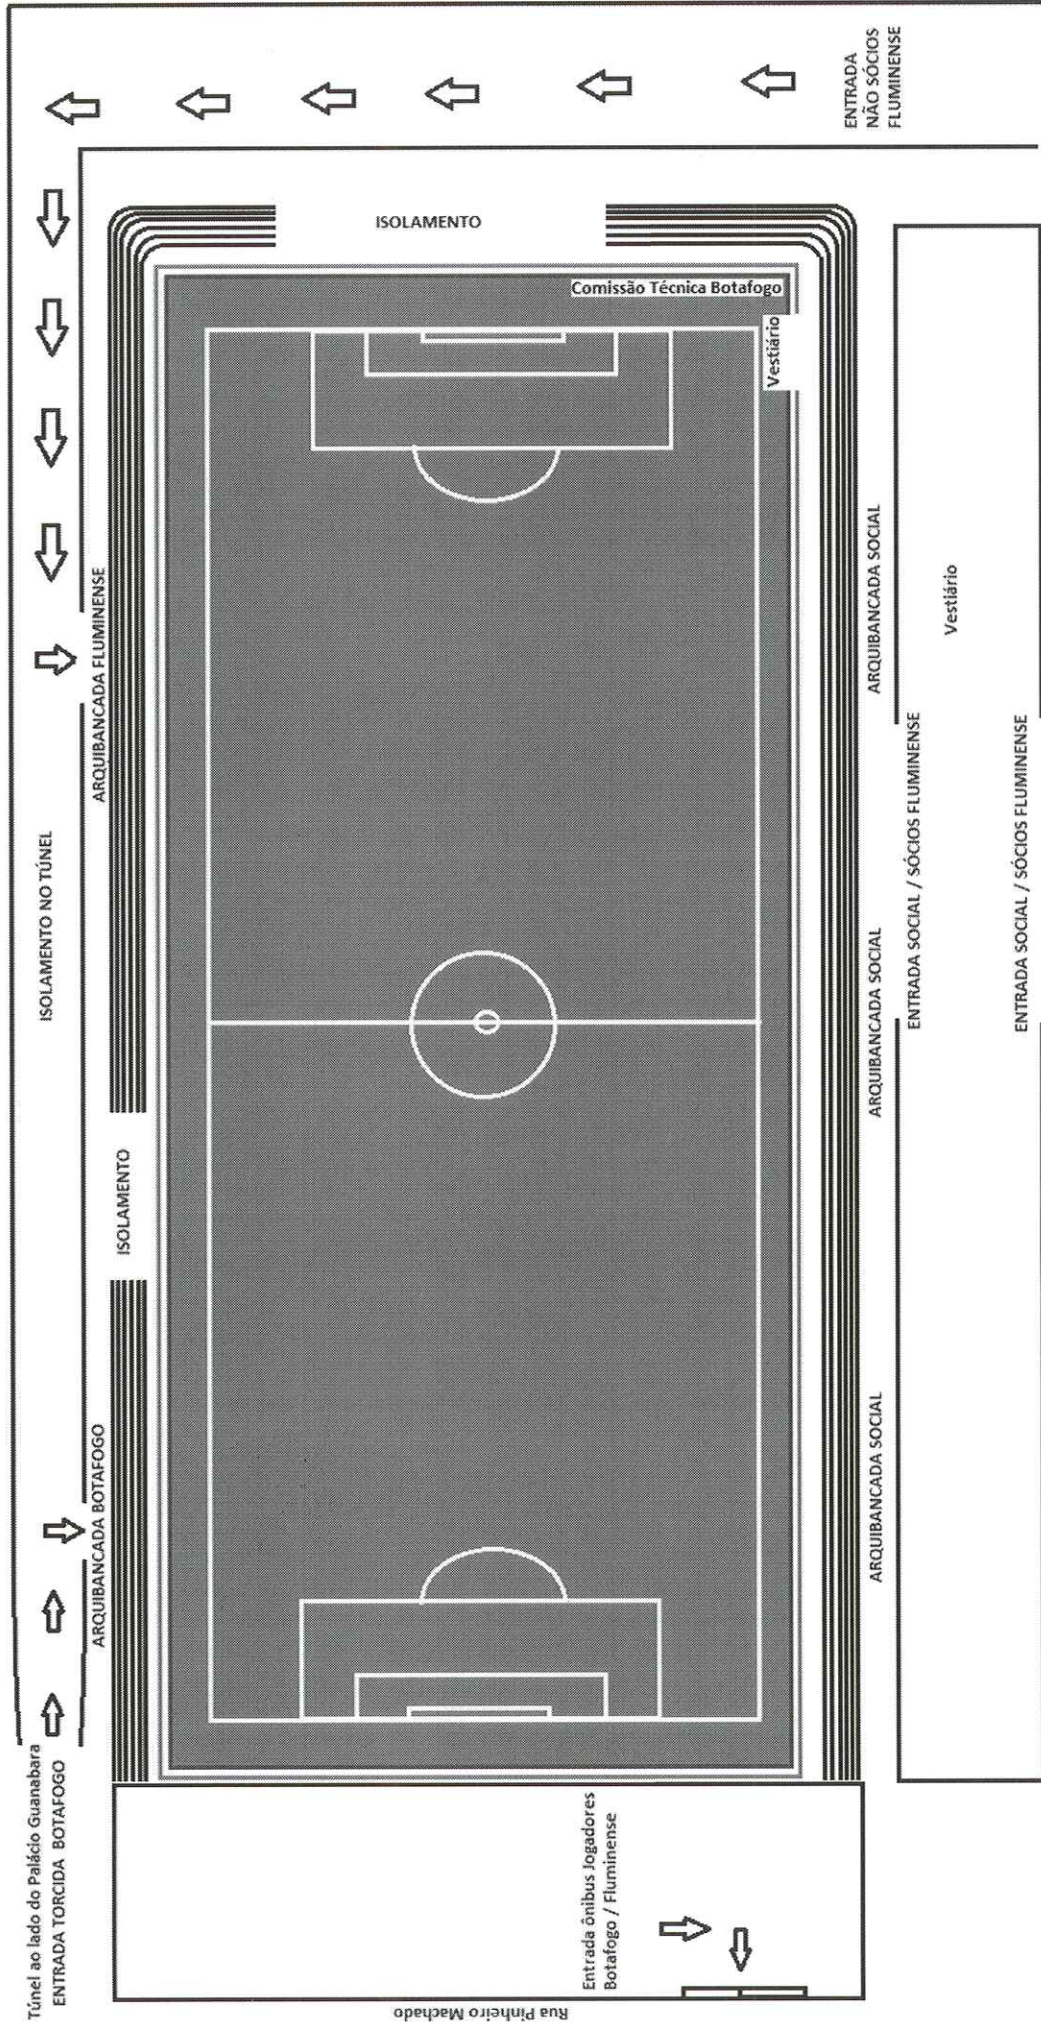 Túnel ao lado do Palácio Guanabara
ENTRADA TORCIDA BOTAFOGO
ISOLAMENTO NO TÚNEL
ARQUIBANCADA BOTAFOGO
ARQUIBANCADA FLUMINENSE
ISOLAMENTO
ISOLAMENTO
Comissão Técnica Botafogo
Vestiário
Entrada ônibus Jogadores
Botafogo / Fluminense
Rua Pinheiro Machado
ENTRADA
NÃO SÓCIOS
FLUMINENSE
ARQUIBANCADA SOCIAL
ARQUIBANCADA SOCIAL
ARQUIBANCADA SOCIAL
ENTRADA SOCIAL / SÓCIOS FLUMINENSE
Vestiário
ENTRADA SOCIAL / SÓCIOS FLUMINENSE